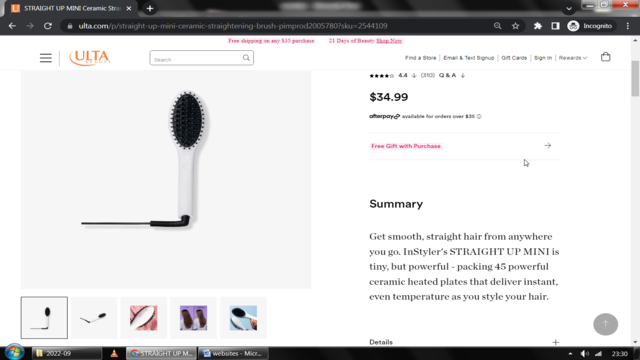 STRAIGHT UP MINI Ceramic Strai
ulta.com/p/straight-up-mini-ceramic-straightening-brush-pimprod2005780?sku=2544109
Incognito
Free shipping on any $35 purchase 21 Days of Beauty Shop Now
ULTA
BEAUTY
Search
Find a Store
Email & Text Signup
Gift Cards
Sign In
Rewards
4.4 (310) Q & A
$34.99
afterpay available for orders over $35
Free Gift with Purchase
Summary
Get smooth, straight hair from anywhere
you go. InStyler's STRAIGHT UP MINI is
tiny, but powerful - packing 45 powerful
ceramic heated plates that deliver instant,
even temperature as you style your hair.
Details
2022-09
STRAIGHT UP M...
websites - Micr...
23:30